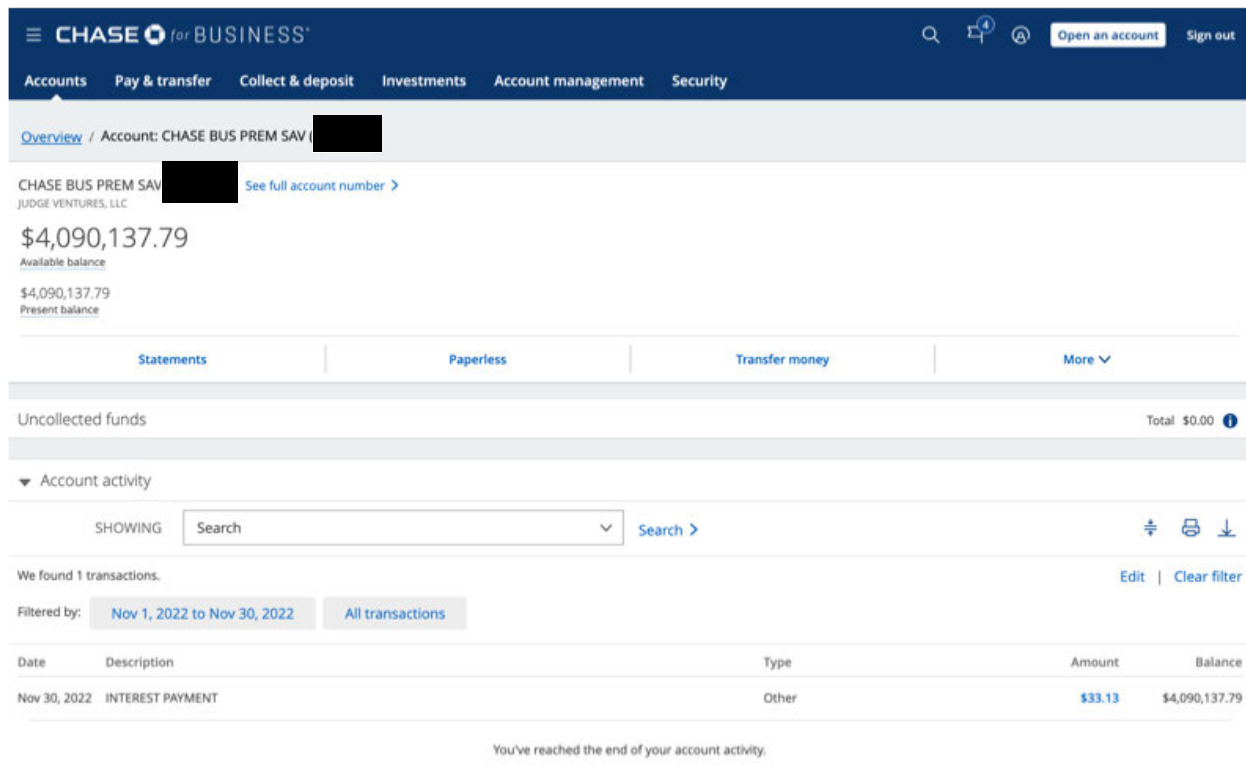 CHASE for BUSINESS®
4
Open an account
Sign out
Accounts Pay & transfer Collect & deposit Investments Account management Security
Overview / Account: CHASE BUS PREM SAV (
CHASE BUS PREM SAV See full account number
JUDGE VENTURES, LLC
$4,090,137.79
Available balance
$4,090,137.79
Present balance
Statements Paperless Transfer money More
Uncollected funds Total $0.00
Account activity
SHOWING Search Search
We found 1 transactions. Edit | Clear filter
Filtered by: Nov 1, 2022 to Nov 30, 2022 All transactions
Date Description Type Amount Balance
Nov 30, 2022 INTEREST PAYMENT Other $33.13 $4,090,137.79
You've reached the end of your account activity.